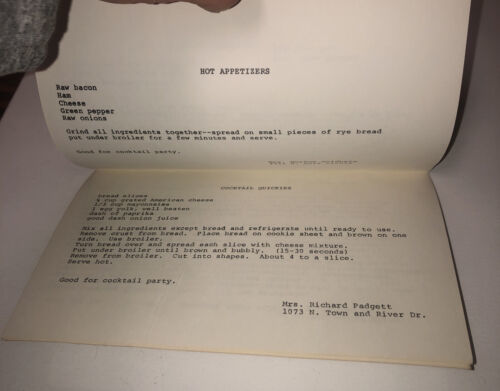 HOT APPETIZERS
Raw bacon
Ham
Cheese
Green pepper
Raw onions
Grind all ingredients together--spread on small pieces of rye bread
put under broiler for a few minutes and serve.
Good for cocktail party.
COCKTAIL QUICKIES
bread slices
cup grated American cheese
1/3 cup mayonnaise
1 egg yolk, well beaten
dash of paprika
good dash onion juice
Mix all ingredients except bread and refrigerate until ready to use.
Remove crust from bread. Place bread on cookie sheet and brown on one
side. Use broiler.
Turn bread over and spread each slice with cheese mixture.
Put under broiler until brown and bubbly. (15-30 seconds)
Remove from broiler. Cut into shapes. About 4 to a slice.
Serve hot.
Good for cocktail party.
Mrs. Richard Padgett
1073 N. Town and River Dr.